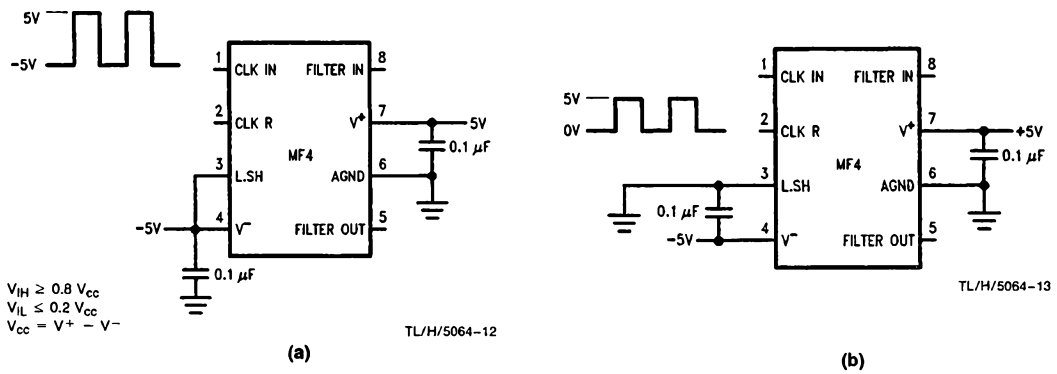 5V
-5V
1
CLK IN
FILTER IN
8
2
CLK R
V+
7
5V
0.1 μF
MF4
3
L.SH
AGND
6
-5V
4
V−
FILTER OUT
5
0.1 μF
VIH ≥ 0.8 Vcc
VIL ≤ 0.2 Vcc
Vcc = V+ − V−
TL/H/5064-12
(a)
5V
0V
1
CLK IN
FILTER IN
8
2
CLK R
V+
7
+5V
0.1 μF
MF4
3
L.SH
AGND
6
0.1 μF
-5V
4
V−
FILTER OUT
5
TL/H/5064-13
(b)